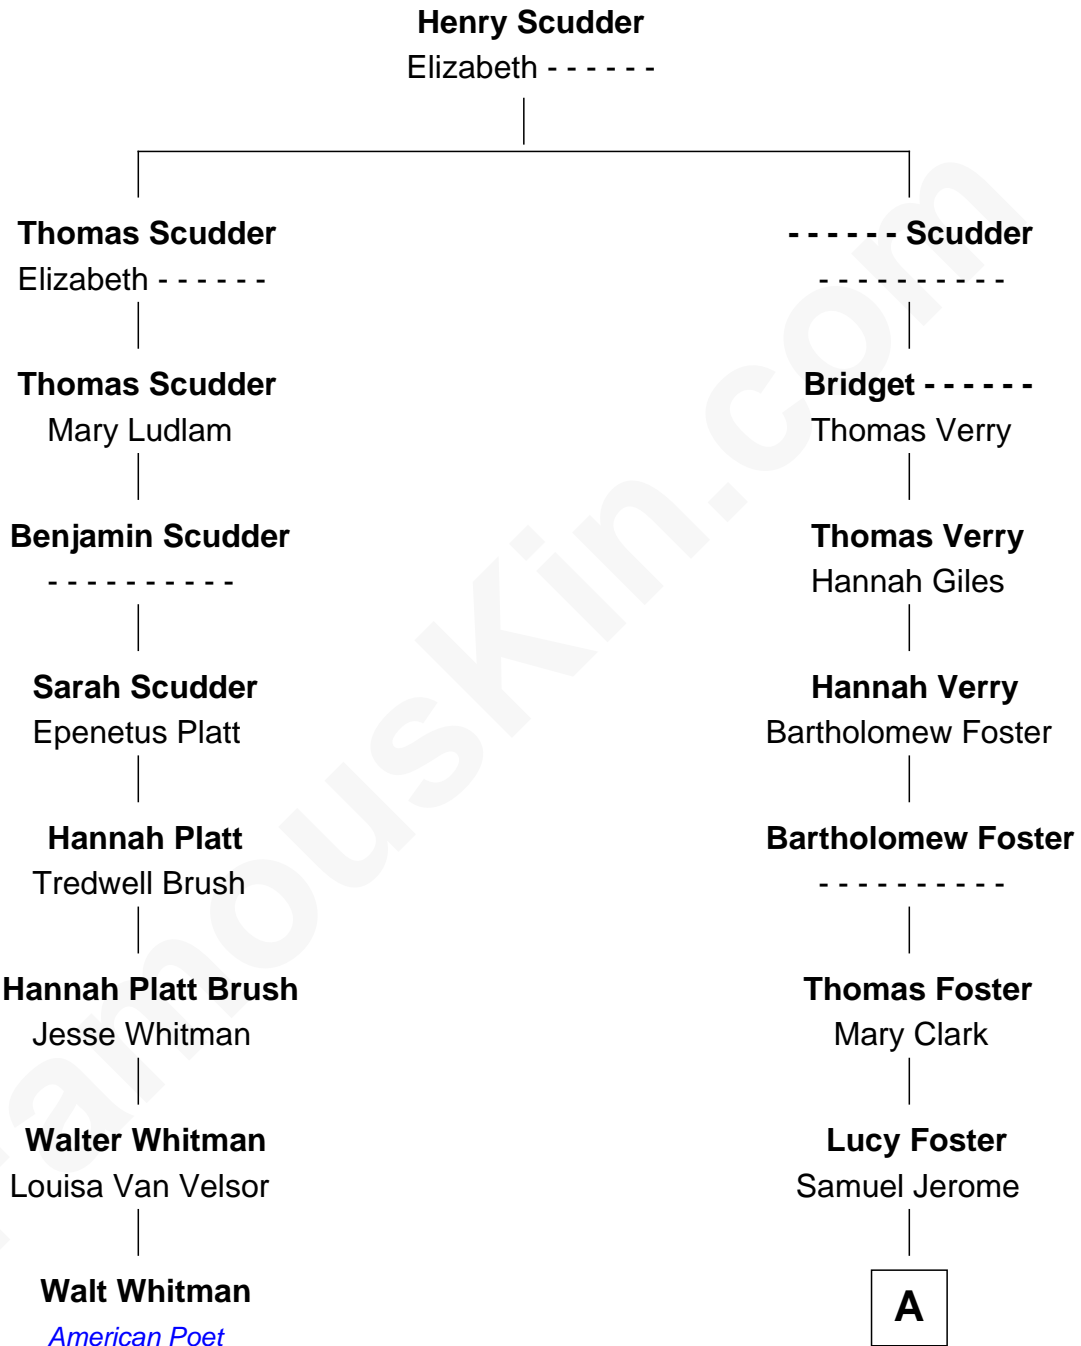 Henry Scudder
Elizabeth - - - - - -
Thomas Scudder
Elizabeth - - - - - -
- - - - - - Scudder
- - - - - - - - - -
Thomas Scudder
Mary Ludlam
Bridget - - - - - -
Thomas Verry
Benjamin Scudder
- - - - - - - - - -
Thomas Verry
Hannah Giles
Sarah Scudder
Epenetus Platt
Hannah Verry
Bartholomew Foster
Hannah Platt
Tredwell Brush
Bartholomew Foster
- - - - - - - - - -
Hannah Platt Brush
Jesse Whitman
Thomas Foster
Mary Clark
Walter Whitman
Louisa Van Velsor
Lucy Foster
Samuel Jerome
Walt Whitman
American Poet
A
FamousKin.com